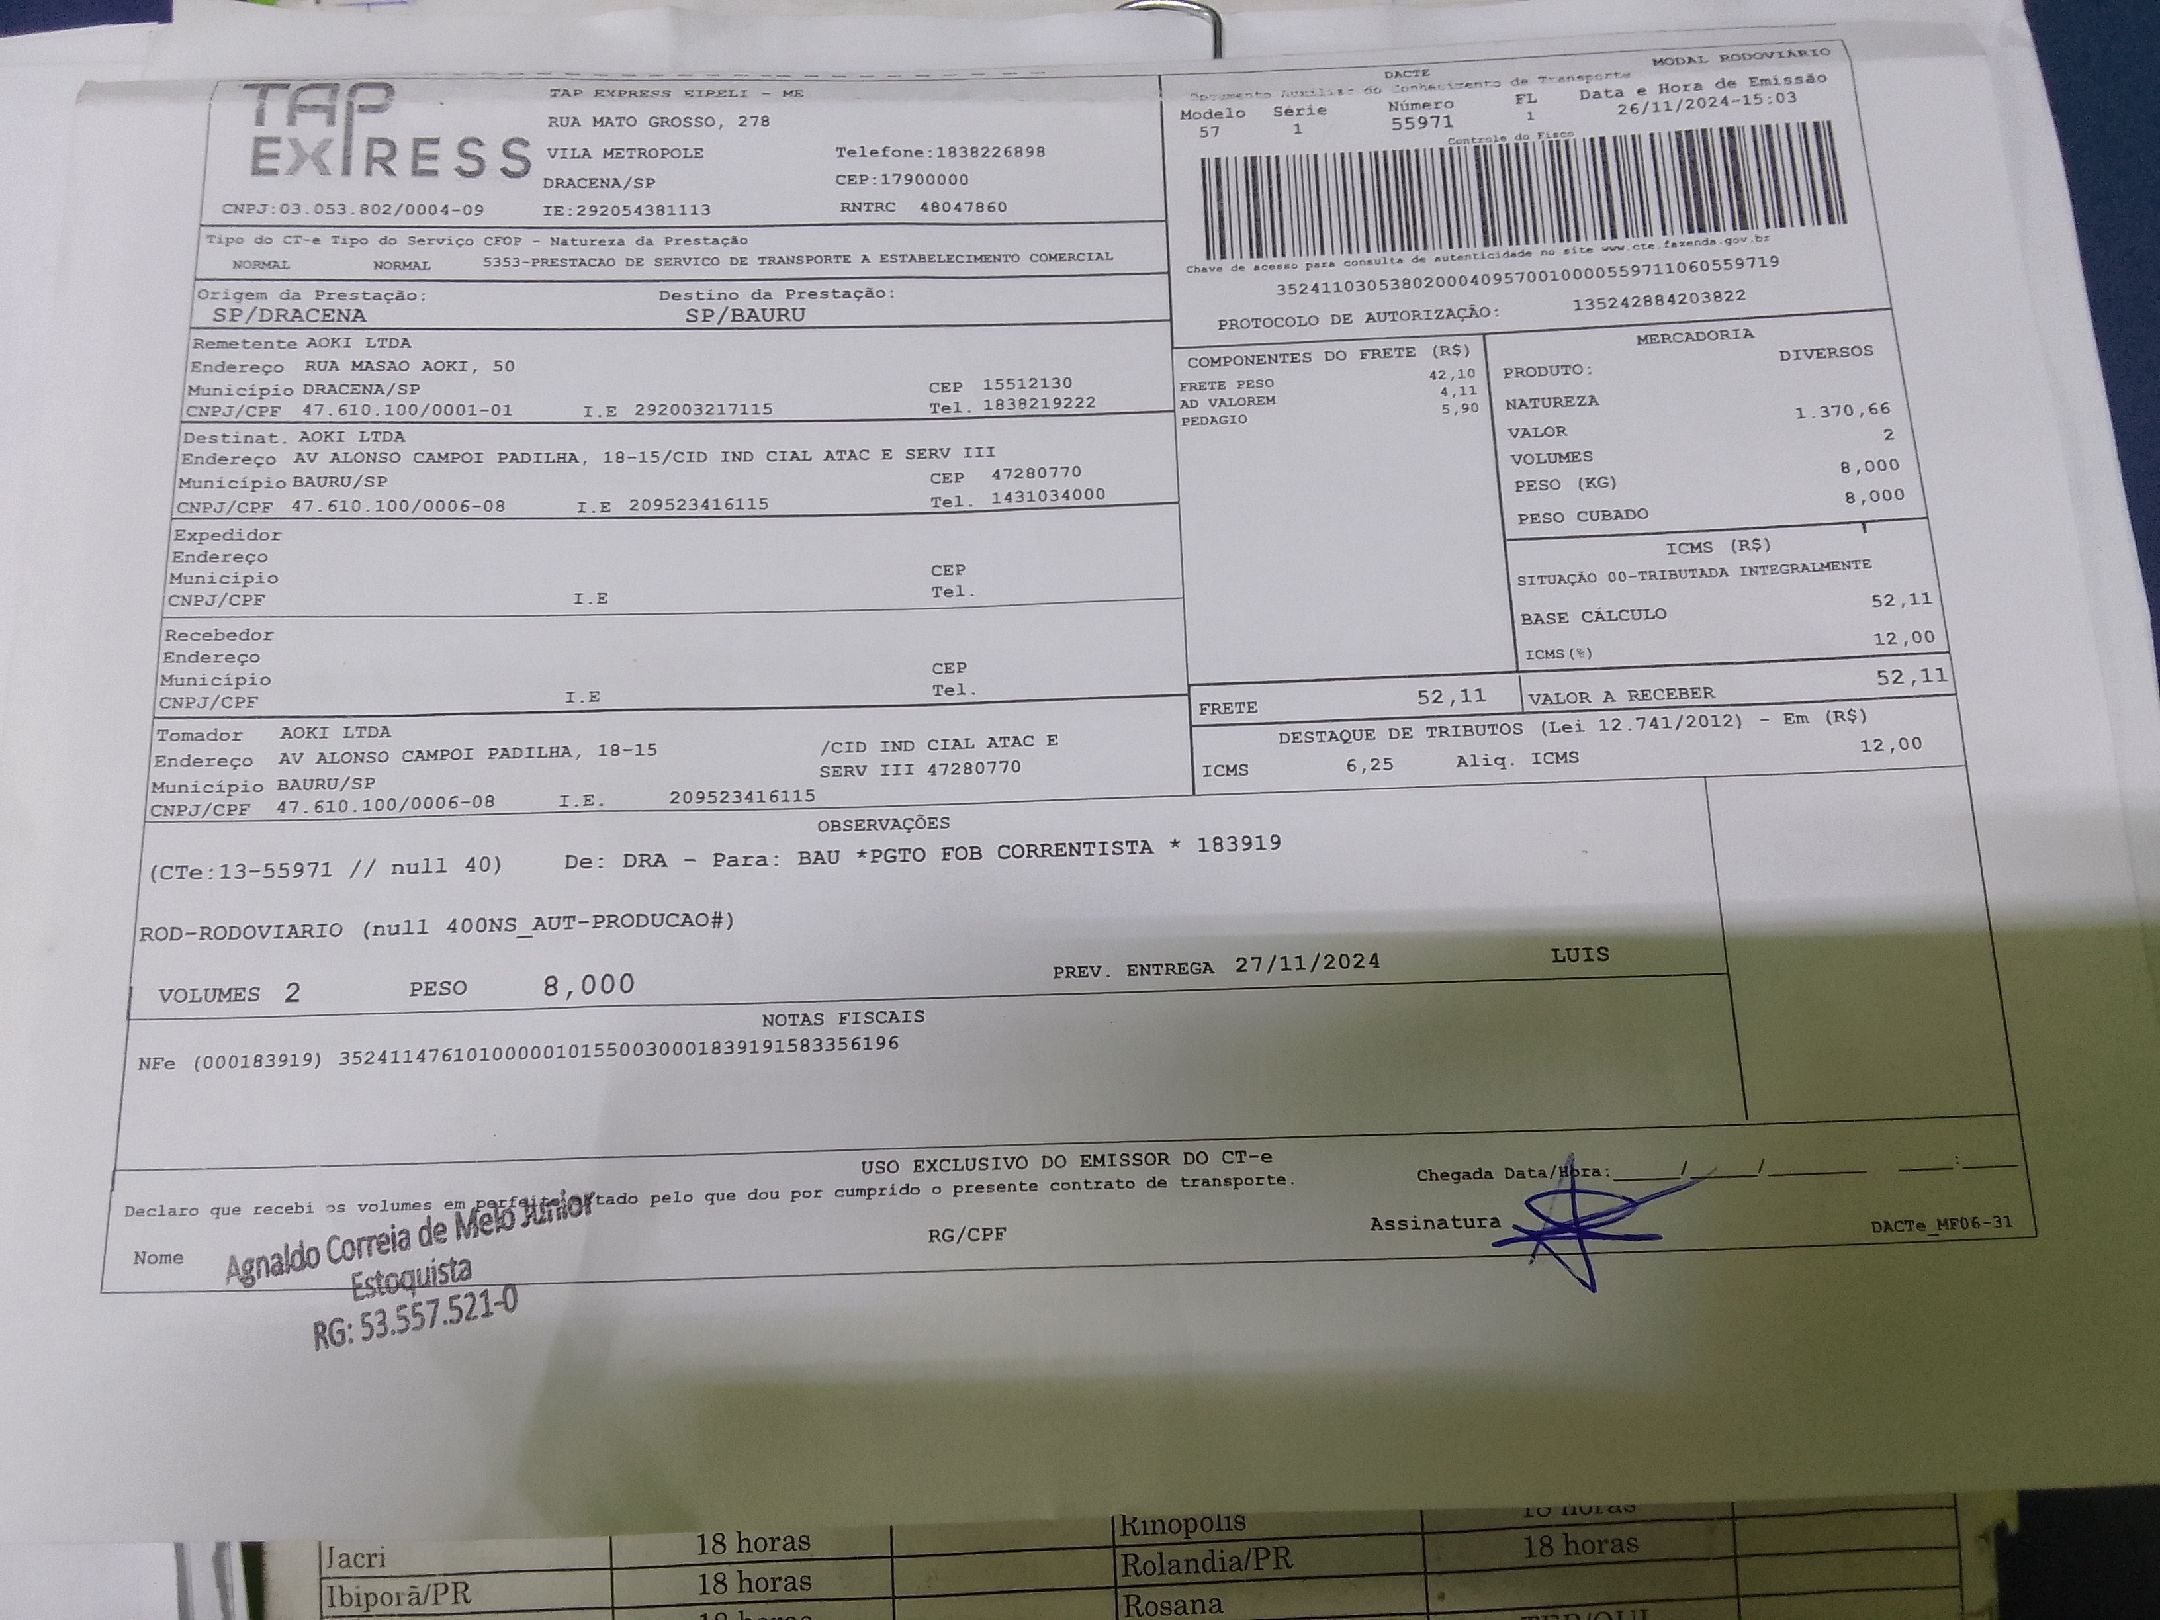 TAP EXPRESS
TAP EXPRESS EIRELI - ME
RUA MATO GROSSO, 278
VILA METROPOLE Telefone:1838226898
DRACENA/SP CEP:17900000
CNPJ:03.053.802/0004-09 IE:292054381113 RNTRC 48047860
Tipo do CT-e Tipo do Serviço CFOP - Natureza da Prestação
NORMAL NORMAL 5353-PRESTACAO DE SERVICO DE TRANSPORTE A ESTABELECIMENTO COMERCIAL
Origem da Prestação: Destino da Prestação:
SP/DRACENA SP/BAURU
Remetente AOKI LTDA
Endereço RUA MASAO AOKI, 50
Município DRACENA/SP CEP 15512130
CNPJ/CPF 47.610.100/0001-01 I.E 292003217115 Tel. 1838219222
Destinat. AOKI LTDA
Endereço AV ALONSO CAMPOI PADILHA, 18-15/CID IND CIAL ATAC E SERV III
Município BAURU/SP CEP 47280770
CNPJ/CPF 47.610.100/0006-08 I.E 209523416115 Tel. 1431034000
Expedidor
Endereço
Município CEP
CNPJ/CPF I.E Tel.
Recebedor
Endereço
Município CEP
CNPJ/CPF I.E Tel.
Tomador AOKI LTDA
Endereço AV ALONSO CAMPOI PADILHA, 18-15 /CID IND CIAL ATAC E
SERV III 47280770
Município BAURU/SP
CNPJ/CPF 47.610.100/0006-08 I.E. 209523416115
DACTE MODAL RODOVIÁRIO
Documento Auxiliar do Conhecimento de Transporte
Modelo Série Número FL Data e Hora de Emissão
57 1 55971 1 26/11/2024-15:03
Controle do Fisco
Chave de acesso para consulta de autenticidade no site www.cte.fazenda.gov.br
35241103053802000409570010000559711060559719
PROTOCOLO DE AUTORIZAÇÃO: 135242884203822
COMPONENTES DO FRETE (R$)
FRETE PESO 42,10
AD VALOREM 4,11
PEDAGIO 5,90
MERCADORIA
PRODUTO: DIVERSOS
NATUREZA
VALOR 1.370,66
VOLUMES 2
PESO (KG) 8,000
PESO CUBADO 8,000
ICMS (R$)
SITUAÇÃO 00-TRIBUTADA INTEGRALMENTE
BASE CÁLCULO 52,11
ICMS(%) 12,00
FRETE 52,11 VALOR A RECEBER 52,11
DESTAQUE DE TRIBUTOS (Lei 12.741/2012) - Em (R$)
ICMS 6,25 Aliq. ICMS 12,00
OBSERVAÇÕES
(CTe:13-55971 // null 40) De: DRA - Para: BAU *PGTO FOB CORRENTISTA * 183919
ROD-RODOVIARIO (null 400NS_AUT-PRODUCAO#)
VOLUMES 2 PESO 8,000 PREV. ENTREGA 27/11/2024 LUIS
NOTAS FISCAIS
NFe (000183919) 35241147610100000101550030001839191583356196
USO EXCLUSIVO DO EMISSOR DO CT-e
Declaro que recebi os volumes em perfeito estado pelo que dou por cumprido o presente contrato de transporte.
Chegada Data/Hora:_____/_____/_______ ____:____
Nome RG/CPF Assinatura DACTe_MF06-31
Agnaldo Correia de Melo Junior
Estoquista
RG: 53.557.521-0
Jacri 18 horas Rinopolis 18 horas
Ibiporã/PR 18 horas Rolandia/PR 18 horas
Rosana